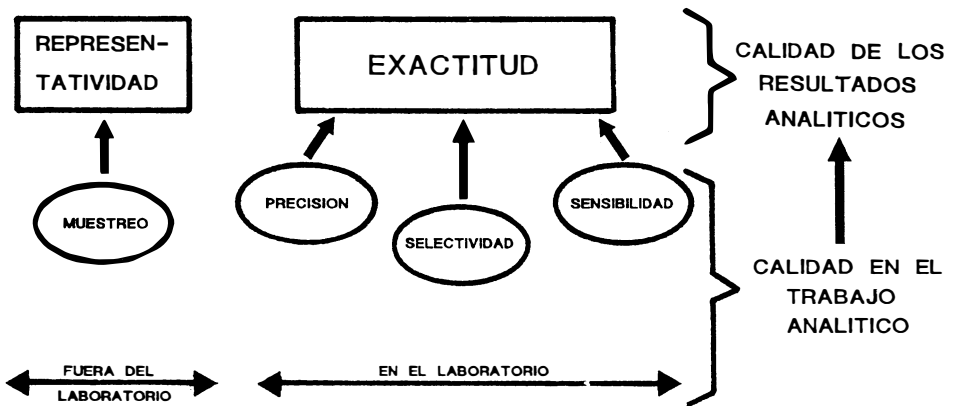 REPRESEN-
TATIVIDAD
EXACTITUD
CALIDAD DE LOS
RESULTADOS
ANALITICOS
MUESTREO
PRECISION
SELECTIVIDAD
SENSIBILIDAD
CALIDAD EN EL
TRABAJO
ANALITICO
FUERA DEL
LABORATORIO
EN EL LABORATORIO